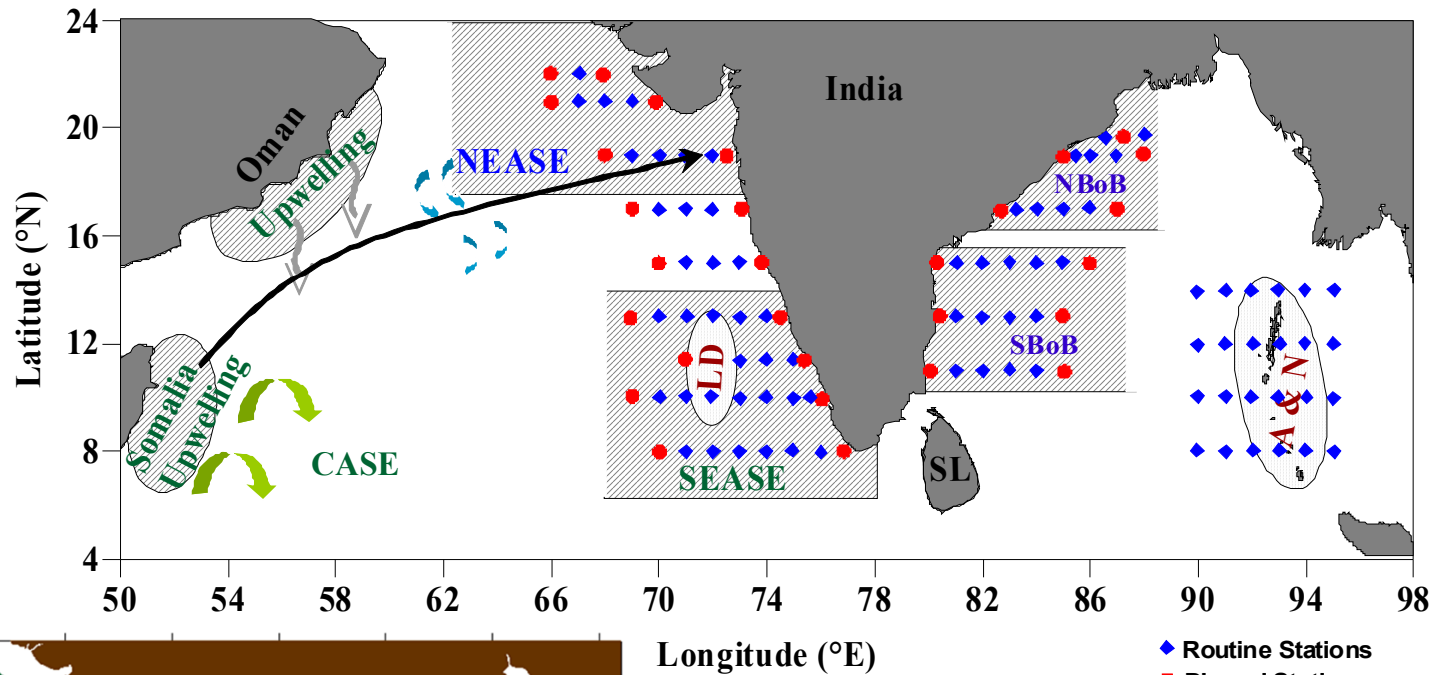 24
20
16
12
8
4
Latitude (°N)
50 54 58 62 66 70 74 78 82 86 90 94 98
Longitude (°E)
Oman
Upwelling
Somalia
Upwelling
CASE
NEASE
India
NBoB
SBoB
LD
SEASE
SL
A & N
Routine Stations